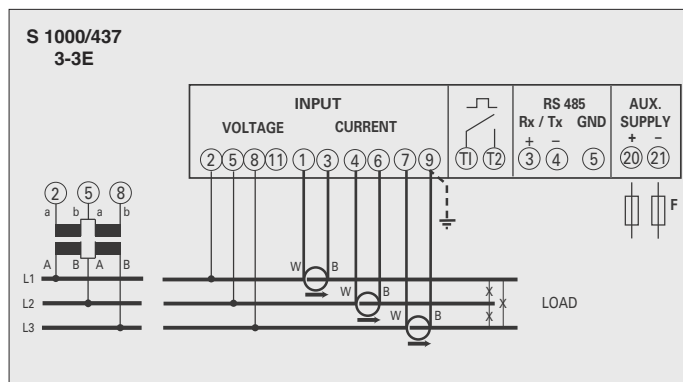 S 1000/437
3-3E
INPUT
VOLTAGE CURRENT
RS 485
Rx / Tx GND
+ −
AUX.
SUPPLY
+ −
2 5 8 11 1 3 4 6 7 9 T1 T2 3 4 5 20 21
2 5 8
a b a b
F
A B A B
W B
L1
W B
L2
LOAD
X X
X
W B
L3